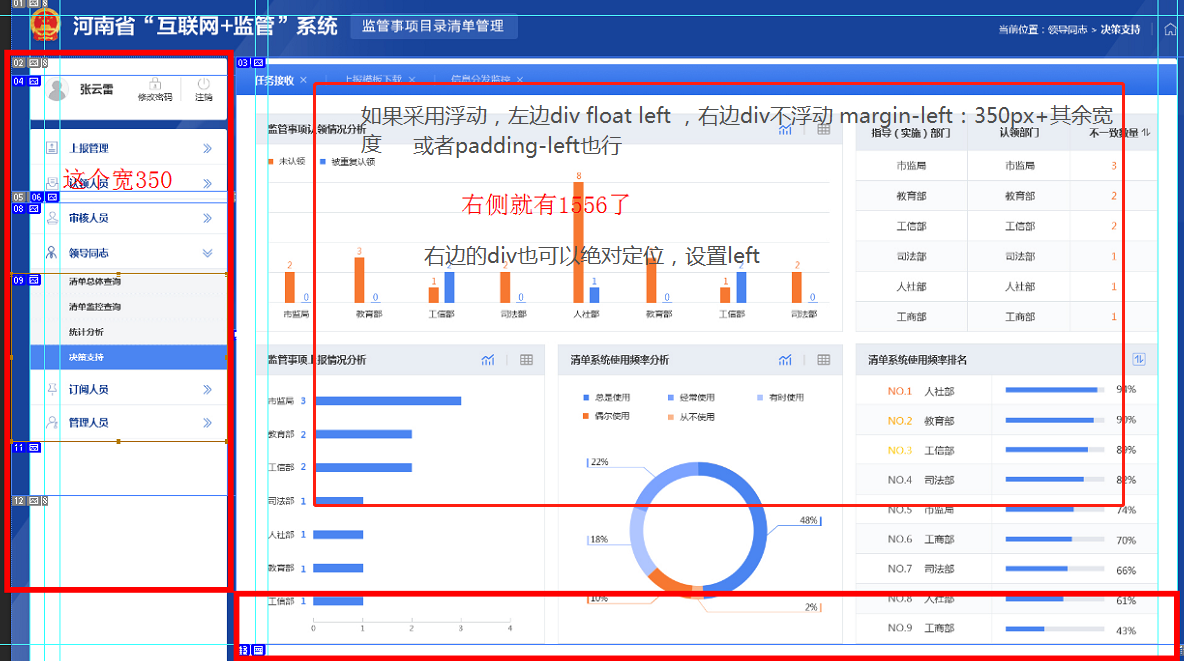 01
河南省“互联网+监管”系统
监管事项目录清单管理
当前位置：领导同志 > 决策支持
02
03
04
张云雷
修改密码
注销
任务接收 ×
上报模板下载 ×
信息分发监控 ×
如果采用浮动，左边div float left ，右边div不浮动 margin-left：350px+其余宽
度 或者padding-left也行
这个宽350
右侧就有1556了
右边的div也可以绝对定位，设置left
上报管理
认领人员
05
06
08
审核人员
领导同志
09
清单总体查询
清单监控查询
统计分析
决策支持
订阅人员
管理人员
11
12
监管事项认领情况分析
未认领
被重复认领
8
3
2
0
0
1
2
2
0
1
0
1
2
2
0
市监局
教育部
工信部
司法部
人社部
教育部
工信部
司法部
指导（实施）部门 认领部门 不一致数量
市监局 市监局 3
教育部 教育部 2
工信部 工信部 2
司法部 司法部 1
人社部 人社部 1
工商部 工商部 1
监管事项上报情况分析
市监局 3
教育部 2
工信部 2
司法部 1
人社部 1
教育部 1
工信部 1
0 1 2 3 4
清单系统使用频率分析
总是使用
经常使用
有时使用
偶尔使用
从不使用
22%
48%
18%
10%
2%
清单系统使用频率排名
NO.1 人社部 94%
NO.2 教育部 90%
NO.3 工信部 89%
NO.4 司法部 82%
NO.5 市监局 74%
NO.6 工商部 70%
NO.7 司法部 66%
NO.8 人社部 61%
NO.9 工商部 43%